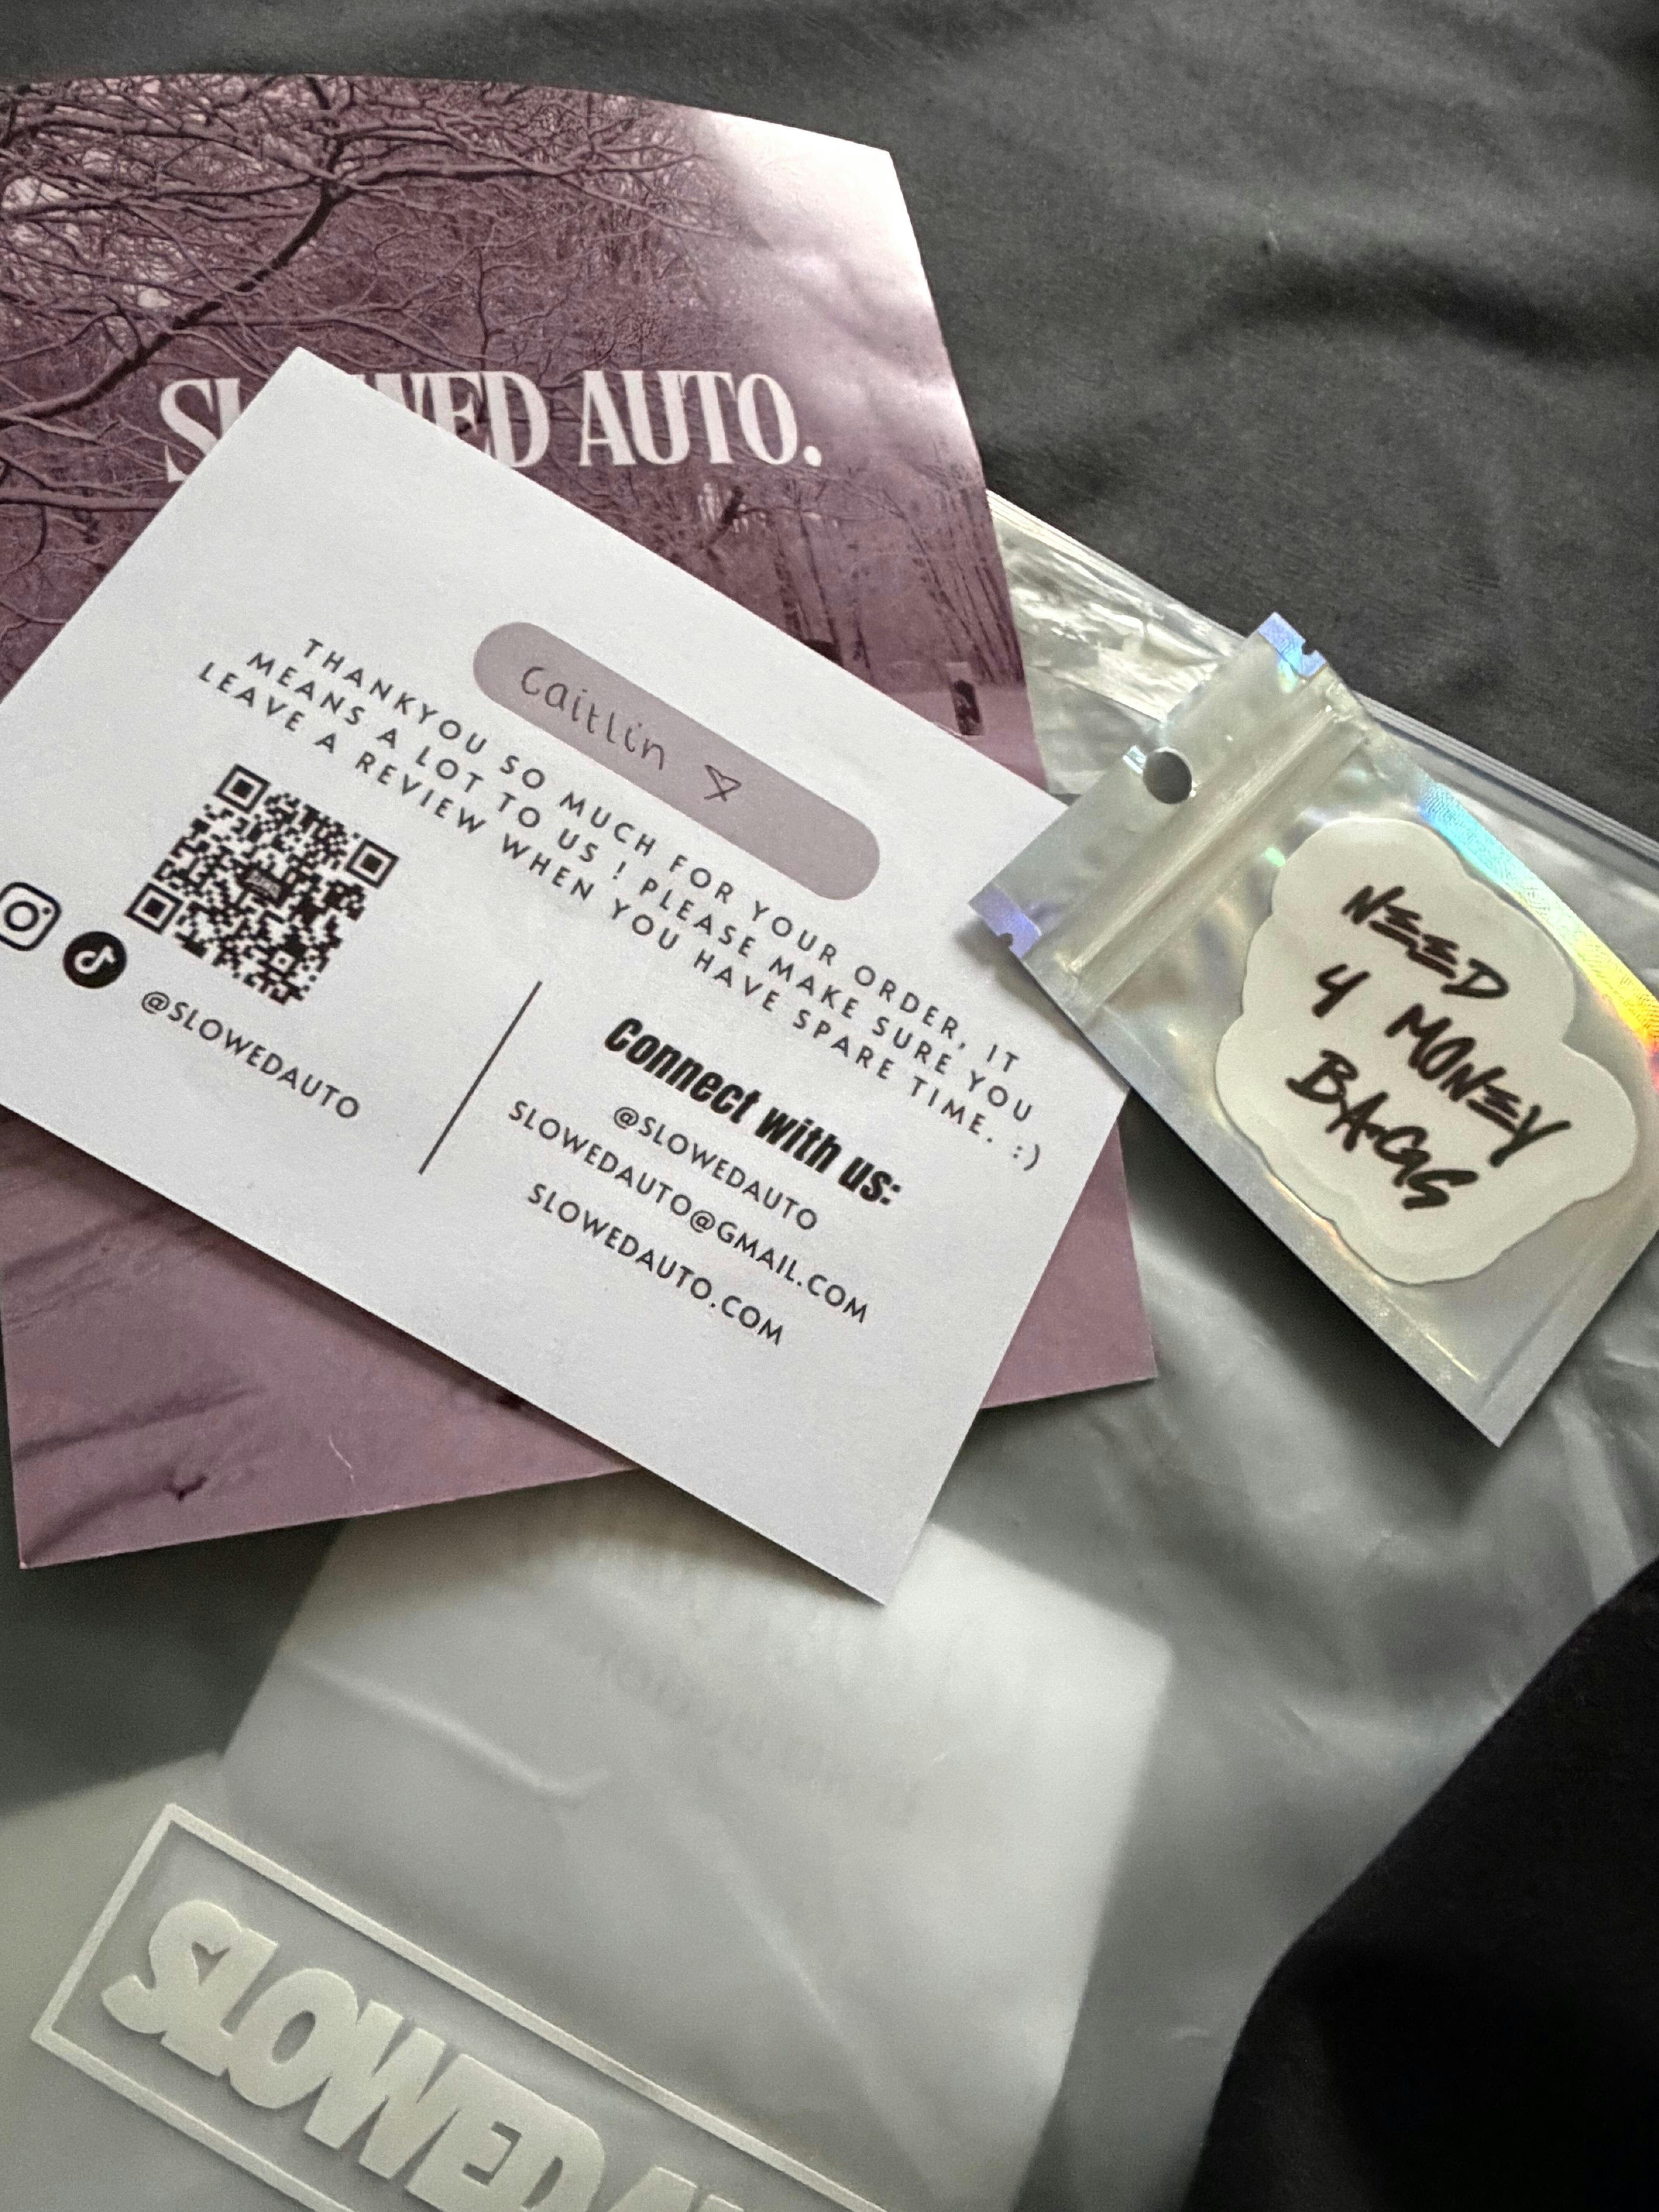 SLOWED AUTO.
Caitlin
THANKYOU SO MUCH FOR YOUR ORDER, IT
MEANS A LOT TO US ! PLEASE MAKE SURE YOU
LEAVE A REVIEW WHEN YOU HAVE SPARE TIME. :)
@SLOWEDAUTO
Connect with us:
@SLOWEDAUTO
SLOWEDAUTO@GMAIL.COM
SLOWEDAUTO.COM
NEED
4 MONEY
BAGS
SLOWED